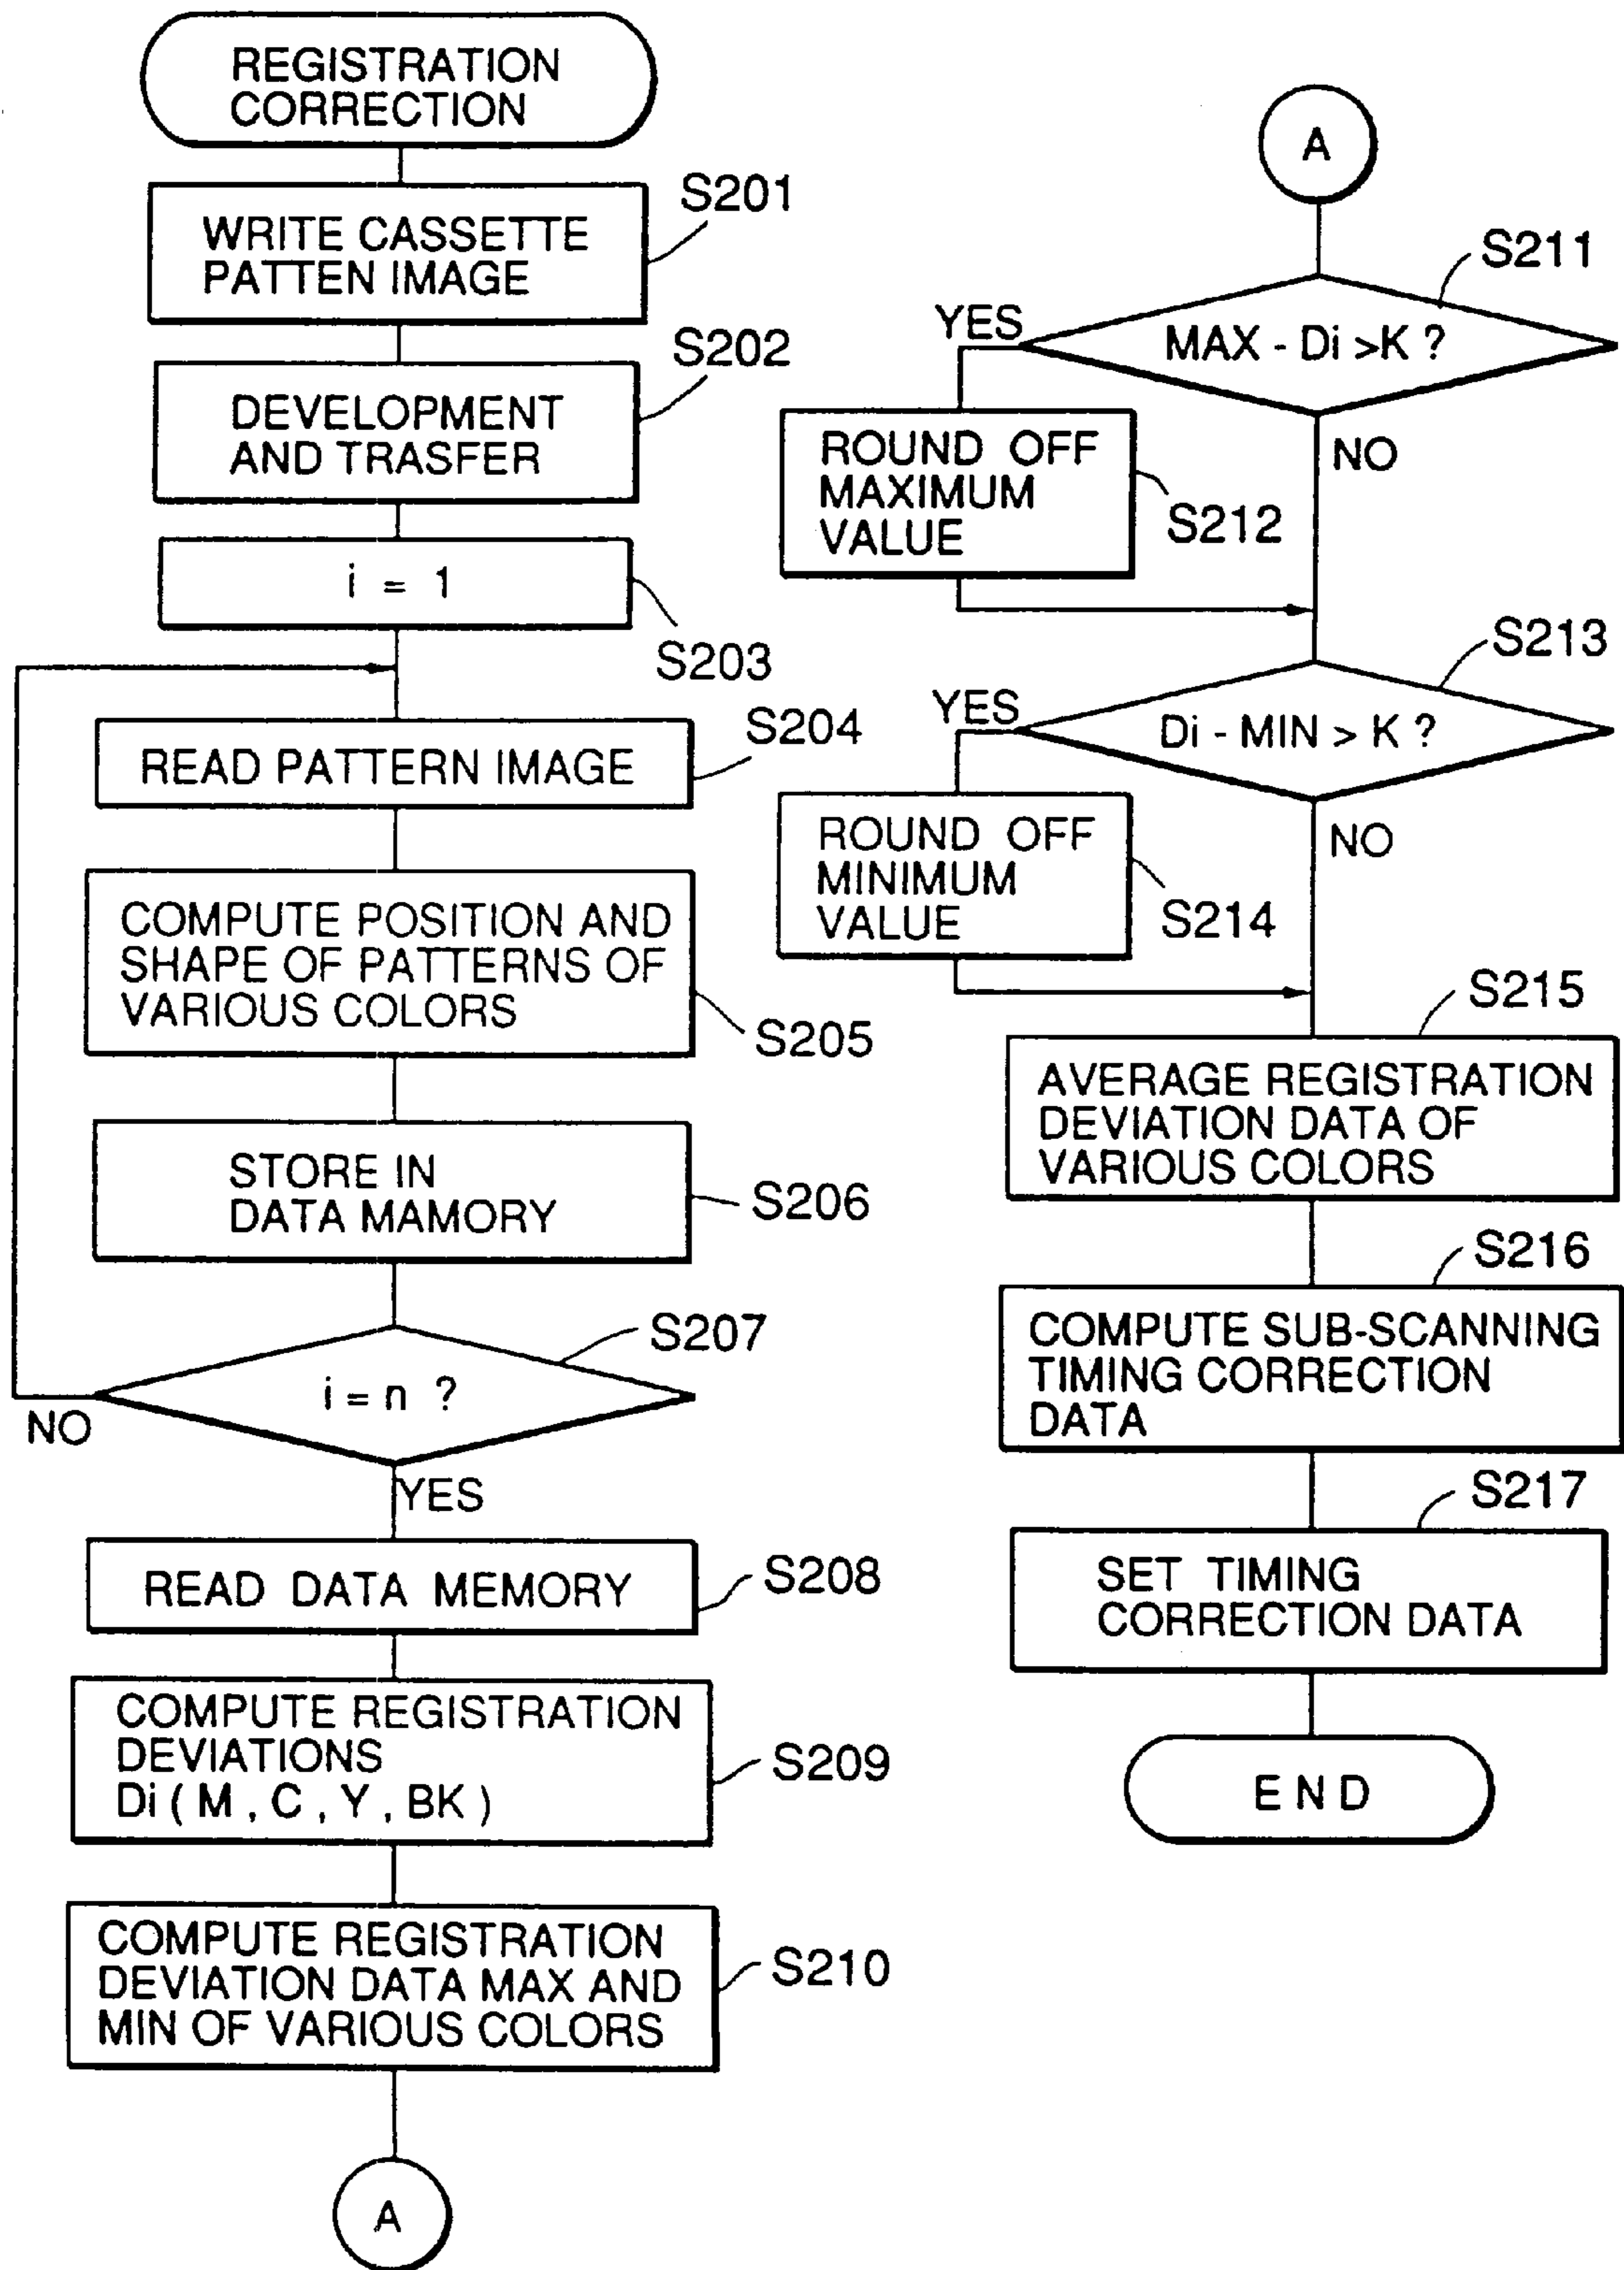 REGISTRATION
CORRECTION
S201
WRITE CASSETTE
PATTEN IMAGE
S202
DEVELOPMENT
AND TRASFER
i = 1
S203
S204
READ PATTERN IMAGE
COMPUTE POSITION AND
SHAPE OF PATTERNS OF
VARIOUS COLORS
S205
STORE IN
DATA MAMORY
S206
S207
i = n ?
NO
YES
READ DATA MEMORY
S208
COMPUTE REGISTRATION
DEVIATIONS
Di ( M , C , Y , BK )
S209
COMPUTE REGISTRATION
DEVIATION DATA MAX AND
MIN OF VARIOUS COLORS
S210
A
A
S211
YES
MAX - Di >K ?
NO
ROUND OFF
MAXIMUM
VALUE
S212
S213
YES
Di - MIN > K ?
NO
ROUND OFF
MINIMUM
VALUE
S214
S215
AVERAGE REGISTRATION
DEVIATION DATA OF
VARIOUS COLORS
S216
COMPUTE SUB-SCANNING
TIMING CORRECTION
DATA
S217
SET TIMING
CORRECTION DATA
E N D